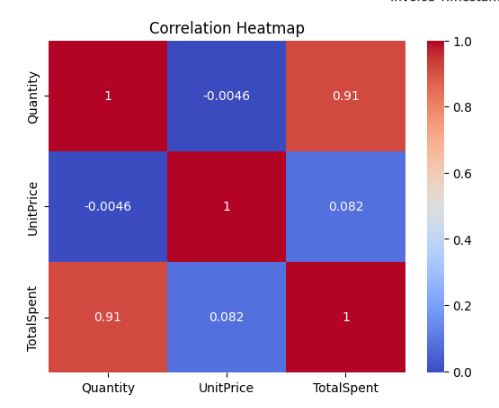 Correlation Heatmap
Quantity
1
-0.0046
0.91
UnitPrice
-0.0046
1
0.082
TotalSpent
0.91
0.082
1
Quantity
UnitPrice
TotalSpent
1.0
0.8
0.6
0.4
0.2
0.0